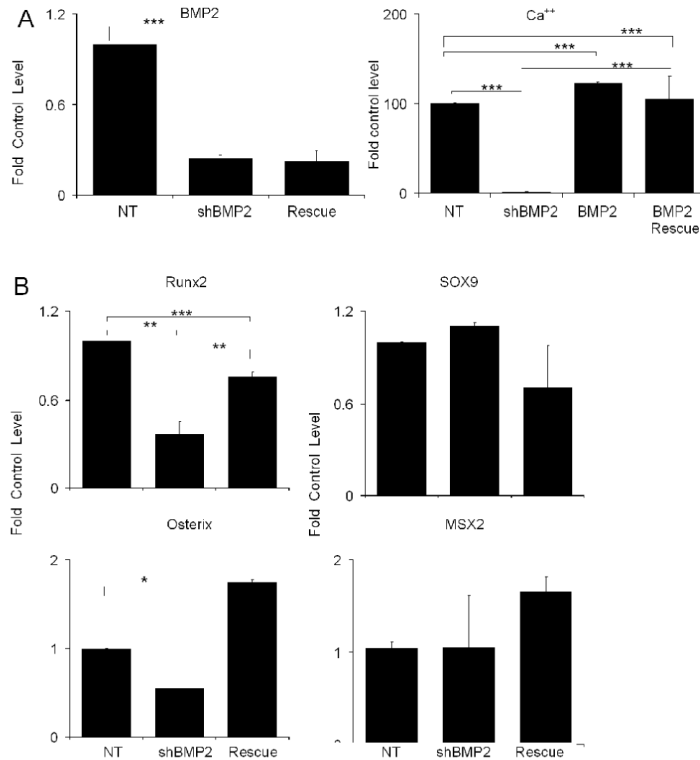 A
BMP2
Fold Control Level
1.2
0.6
0
***
NT
shBMP2
Rescue
Ca++
Fold control level
200
100
0
***
***
***
***
NT
shBMP2
BMP2
BMP2
Rescue
B
Fold Control Level
Runx2
1.2
0.6
0
***
**
**
SOX9
Fold Control Level
1.2
0.6
0
Osterix
2
1
0
*
NT
shBMP2
Rescue
MSX2
2
1
NT
shBMP2
Rescue